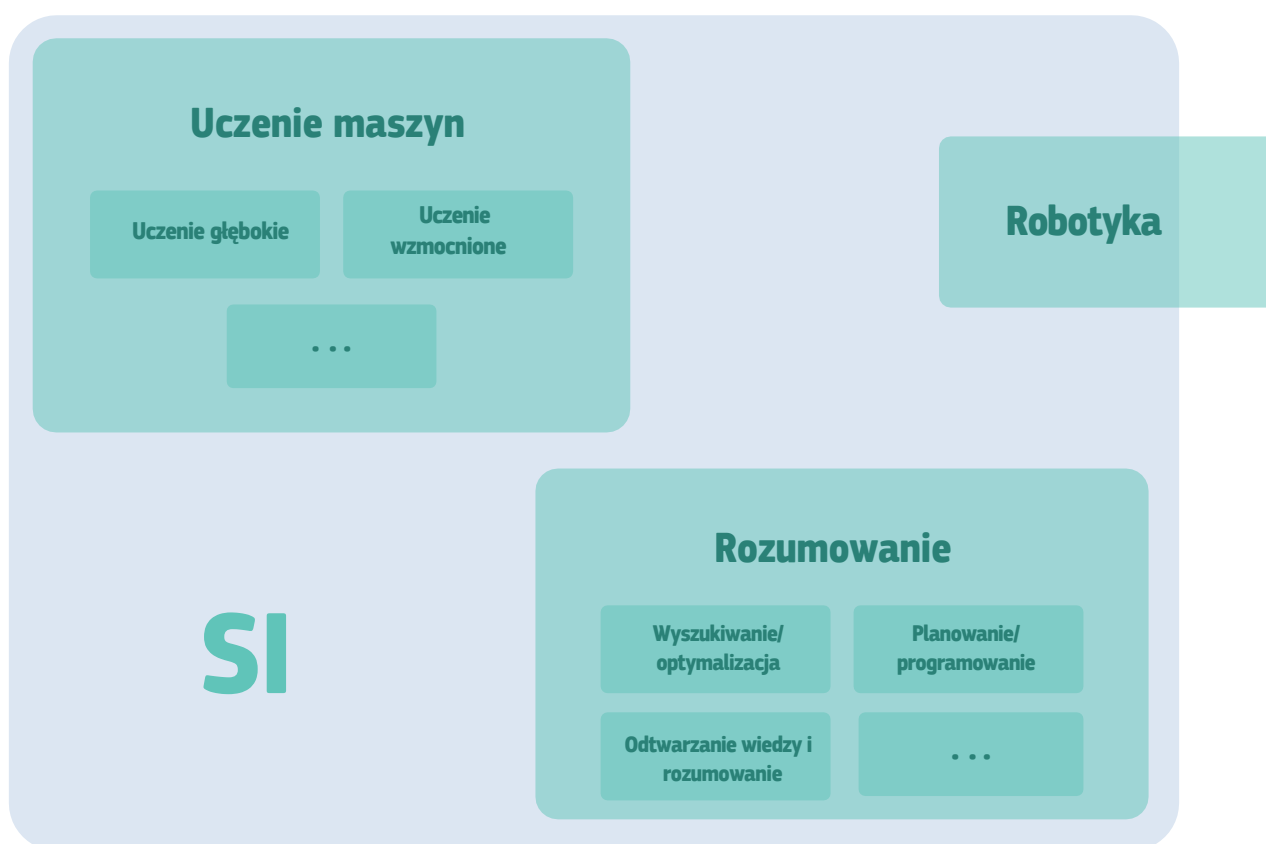 Uczenie maszyn
Uczenie głębokie
Uczenie
wzmocnione
...
Robotyka
SI
Rozumowanie
Wyszukiwanie/
optymalizacja
Planowanie/
programowanie
Odtwarzanie wiedzy i
rozumowanie
...